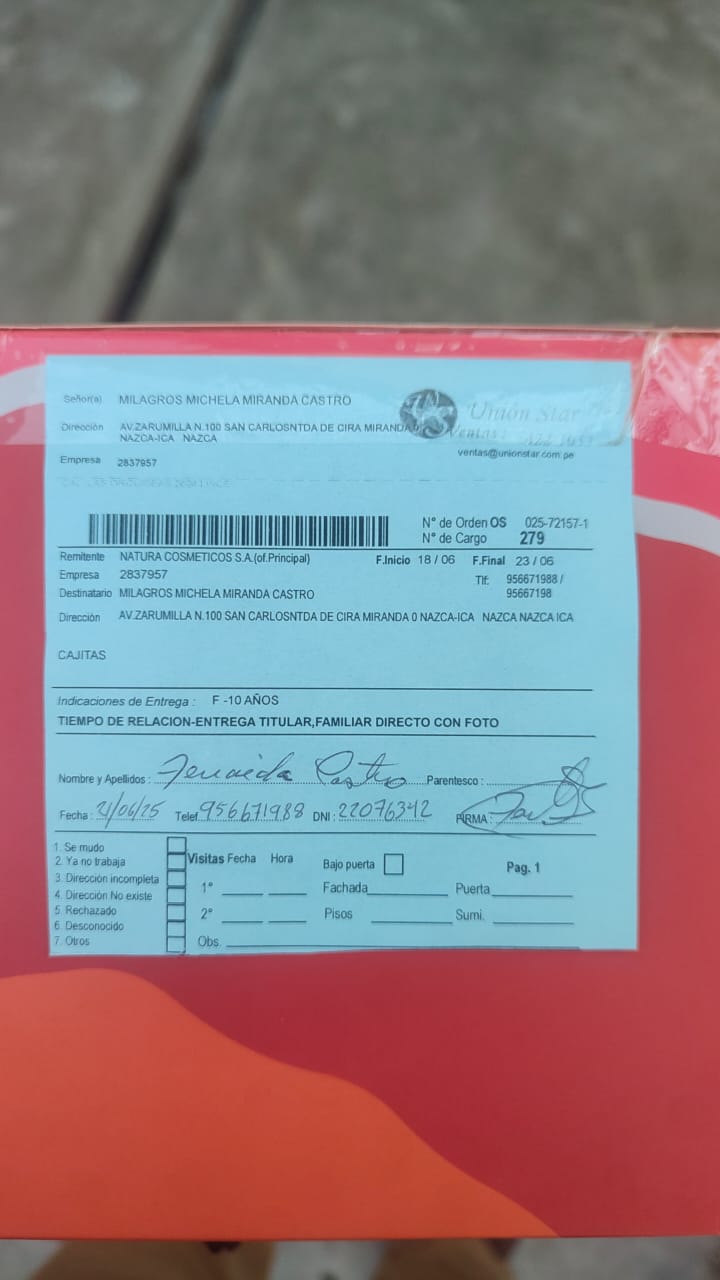 Señor(a) MILAGROS MICHELA MIRANDA CASTRO
Unión Star
Dirección AV.ZARUMILLA N.100 SAN CARLOSNTDA DE CIRA MIRANDA 0
Ventas:
NAZCA-ICA NAZCA
ventas@unionstar.com.pe
Empresa 2837957
N° de Orden OS 025-72157-1
N° de Cargo 279
Remitente NATURA COSMETICOS S.A.(of.Principal) F.Inicio 18 / 06 F.Final 23 / 06
Empresa 2837957 Tlf: 956671988 /
Destinatario MILAGROS MICHELA MIRANDA CASTRO 95667198
Dirección AV.ZARUMILLA N.100 SAN CARLOSNTDA DE CIRA MIRANDA 0 NAZCA-ICA NAZCA NAZCA ICA
CAJITAS
Indicaciones de Entrega : F -10 AÑOS
TIEMPO DE RELACION-ENTREGA TITULAR,FAMILIAR DIRECTO CON FOTO
Nombre y Apellidos : Castro Parentesco :
Fecha : 21/06/25 Telef. 956671988 DNI : 22076342 FIRMA :
1. Se mudo
2. Ya no trabaja Visitas Fecha Hora Bajo puerta Pag. 1
3. Dirección incompleta
4. Dirección No existe 1° Fachada Puerta
5. Rechazado
6. Desconocido 2° Pisos Sumi.
7. Otros Obs.